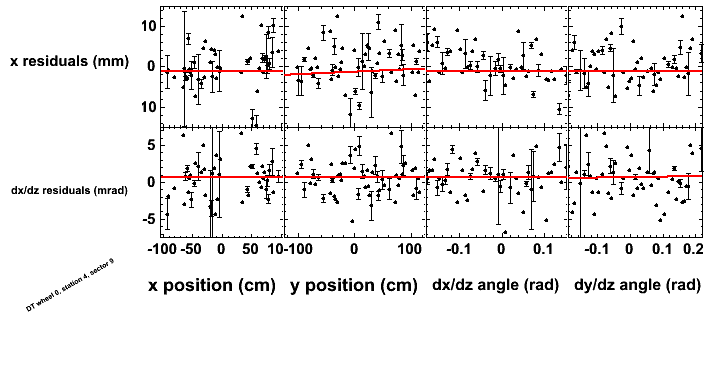 10
x residuals (mm)
0
10
5
dx/dz residuals (mrad)
0
-5
-100 -50 0 50 10-100 0 100 -0.1 0 0.1 -0.1 0 0.1 0.2
x position (cm) y position (cm) dx/dz angle (rad) dy/dz angle (rad)
DT wheel 0, station 4, sector 9